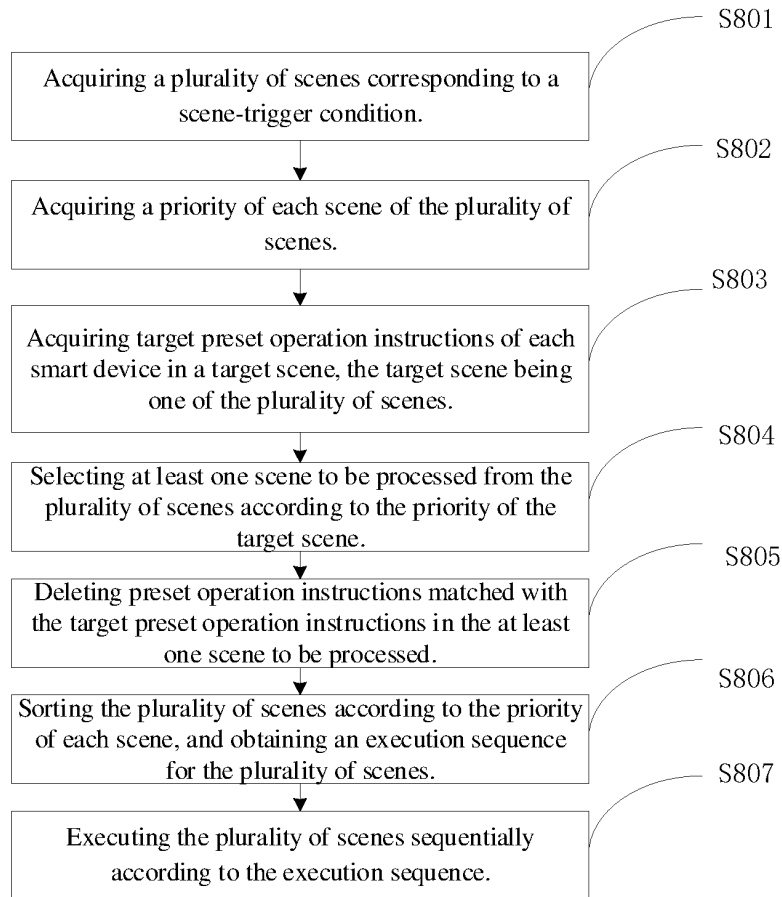 S801
Acquiring a plurality of scenes corresponding to a
scene-trigger condition.
S802
Acquiring a priority of each scene of the plurality of
scenes.
S803
Acquiring target preset operation instructions of each
smart device in a target scene, the target scene being
one of the plurality of scenes.
S804
Selecting at least one scene to be processed from the
plurality of scenes according to the priority of the
target scene.
S805
Deleting preset operation instructions matched with
the target preset operation instructions in the at least
one scene to be processed.
S806
Sorting the plurality of scenes according to the priority
of each scene, and obtaining an execution sequence
for the plurality of scenes.
S807
Executing the plurality of scenes sequentially
according to the execution sequence.